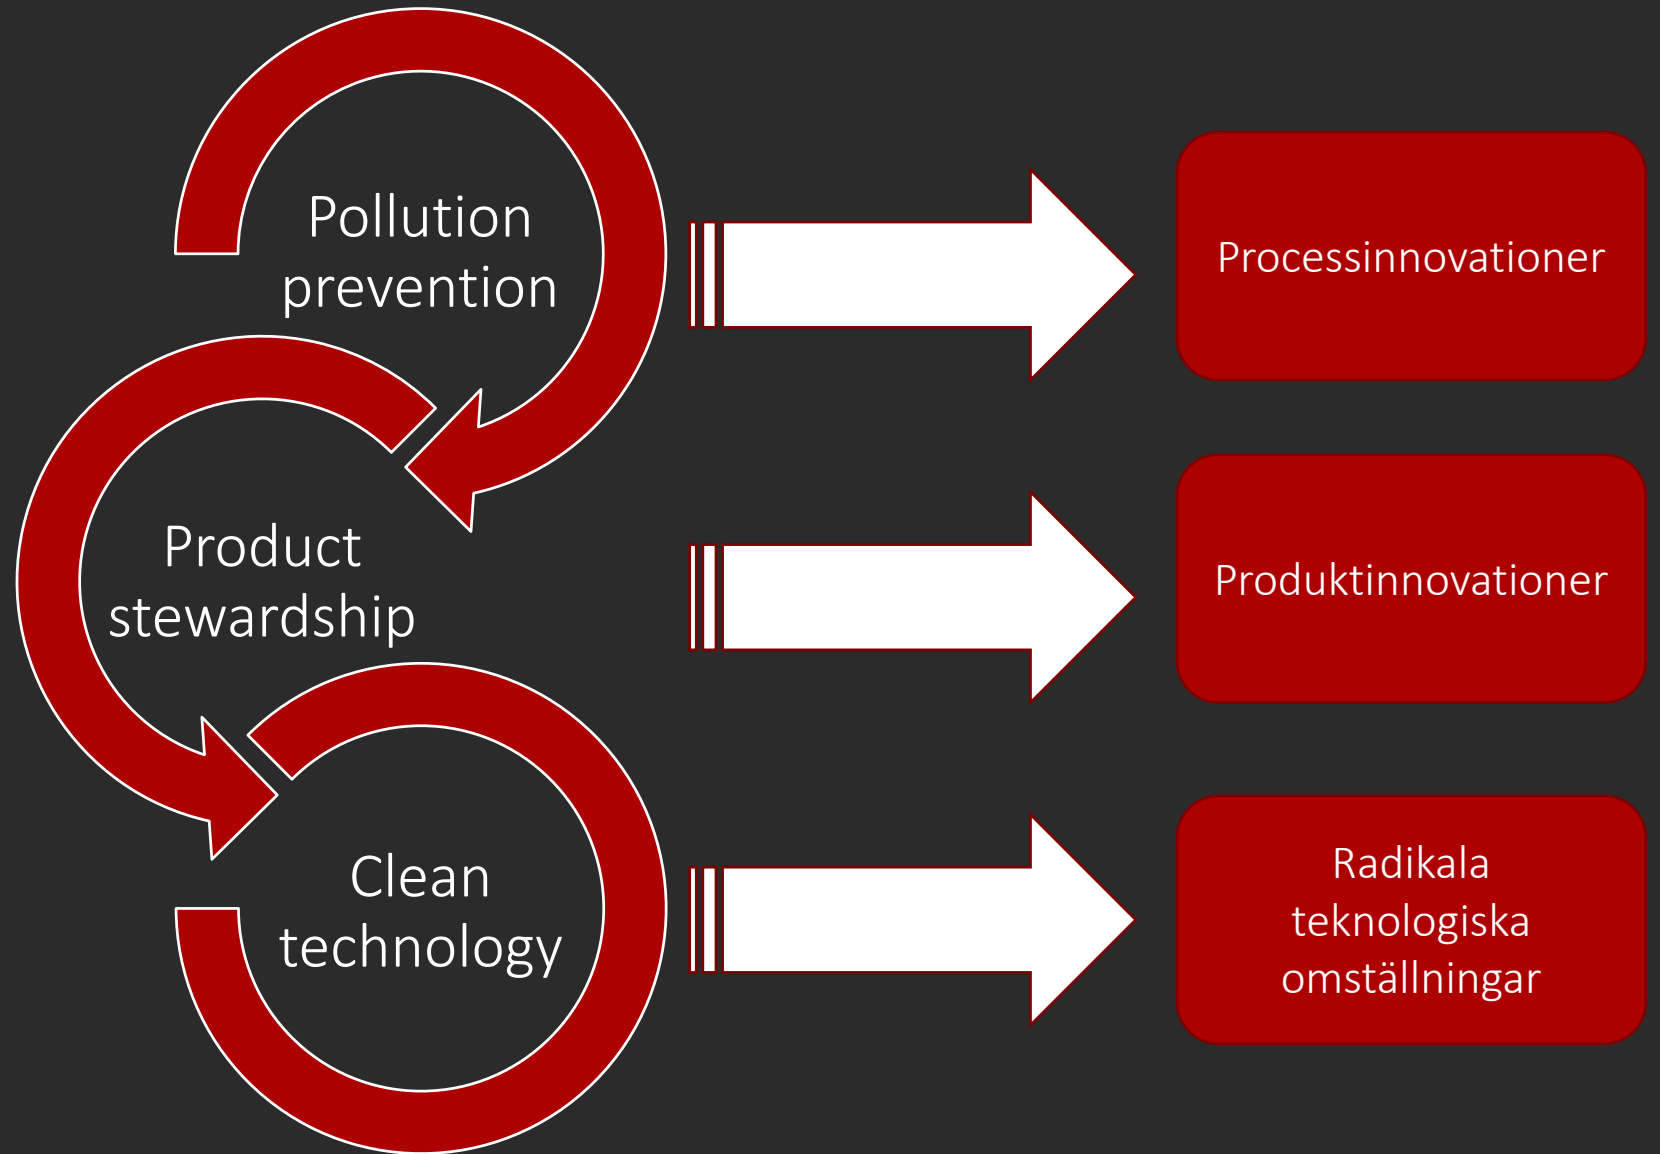 Pollution
prevention
Processinnovationer
Product
stewardship
Produktinnovationer
Clean
technology
Radikala
teknologiska
omställningar